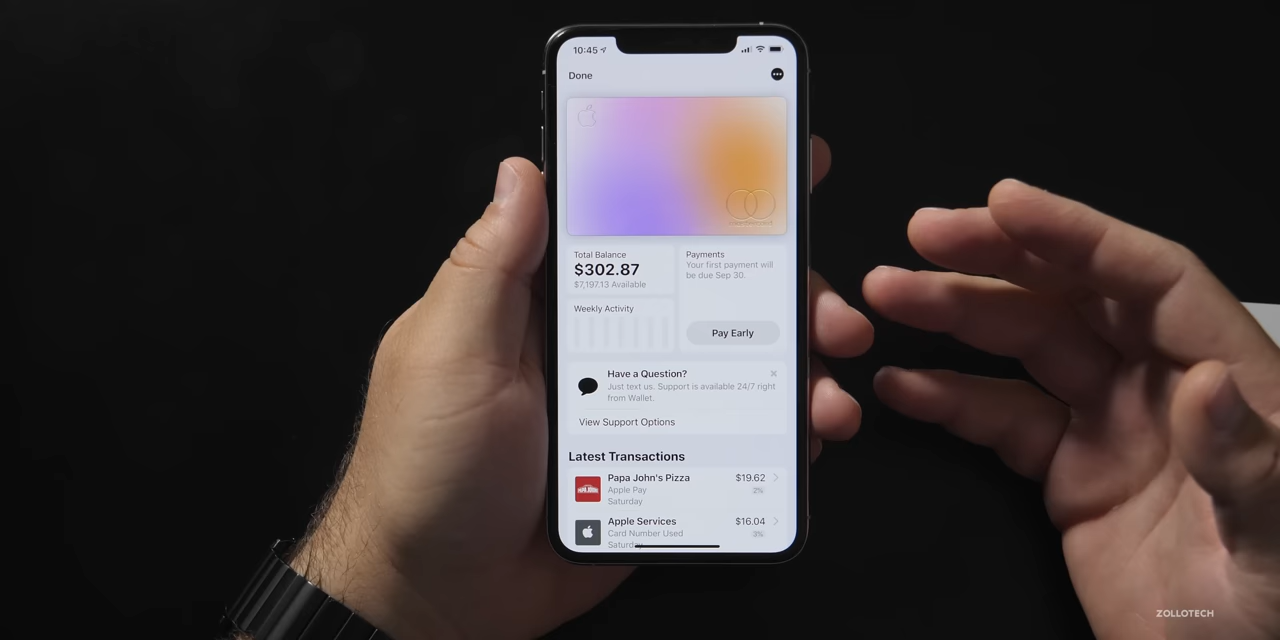 10:45
Done
Total Balance
$302.87
$7,197.13 Available
Payments
Your first payment will
be due Sep 30.
Weekly Activity
Pay Early
Have a Question?
Just text us. Support is available 24/7 right
from Wallet.
View Support Options
Latest Transactions
Papa John's Pizza $19.62
Apple Pay 2%
Saturday
Apple Services $16.04
Card Number Used 3%
Saturday
ZOLLOTECH